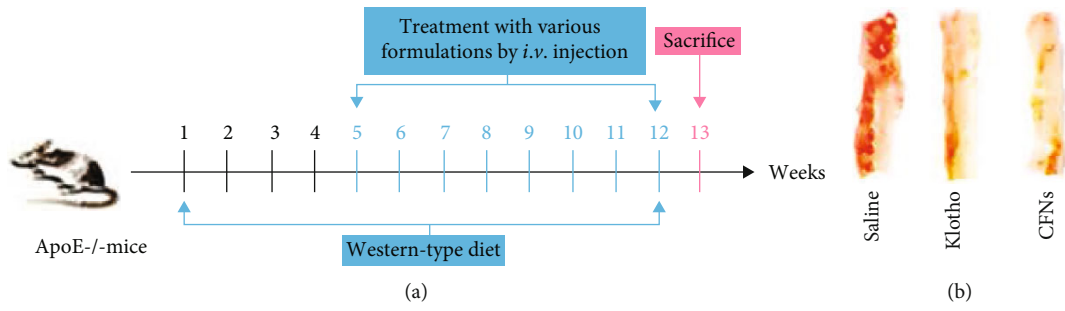 Treatment with various
formulations by i.v. injection
Sacrifice
1 2 3 4 5 6 7 8 9 10 11 12 13
Weeks
ApoE-/-mice
Western-type diet
(a)
Saline
Klotho
CFNs
(b)